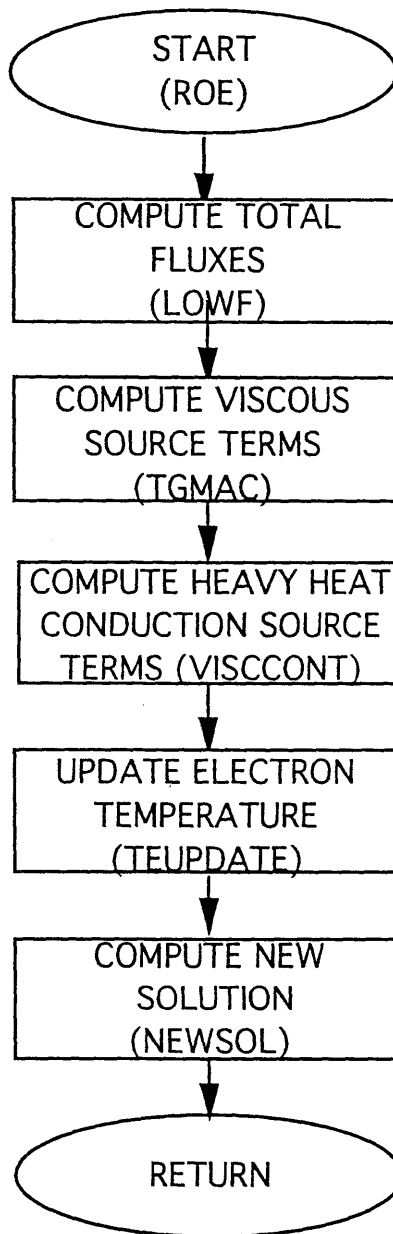 START
(ROE)
COMPUTE TOTAL
FLUXES
(LOWF)
COMPUTE VISCOUS
SOURCE TERMS
(TGMAC)
COMPUTE HEAVY HEAT
CONDUCTION SOURCE
TERMS (VISCCONT)
UPDATE ELECTRON
TEMPERATURE
(TEUPDATE)
COMPUTE NEW
SOLUTION
(NEWSOL)
RETURN